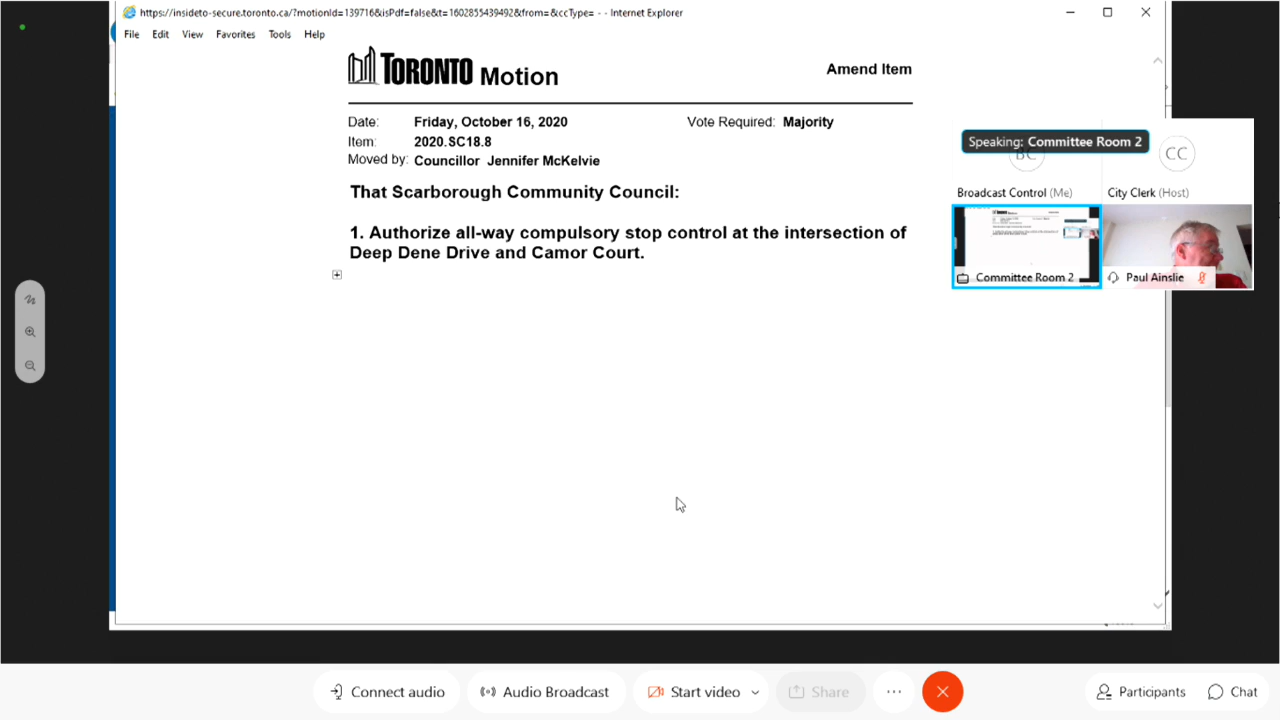 https://insideto-secure.toronto.ca/?motionId=139716&isPdf=false&t=1602855439492&from=&ccType= - - Internet Explorer
File Edit View Favorites Tools Help
TORONTO Motion
Amend Item
Date: Friday, October 16, 2020
Vote Required: Majority
Item: 2020.SC18.8
Moved by: Councillor Jennifer McKelvie
That Scarborough Community Council:
1. Authorize all-way compulsory stop control at the intersection of
Deep Dene Drive and Camor Court.
Speaking: Committee Room 2
BC
CC
Broadcast Control (Me)
City Clerk (Host)
Committee Room 2
Paul Ainslie
Connect audio
Audio Broadcast
Start video
Share
Participants
Chat